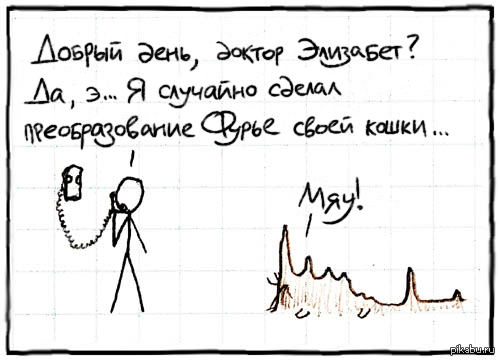 Добрый день, доктор Элизабет?
Да, э... Я случайно сделал
преобразование Фурье своей кошки...
Мяу!
pikabu.ru